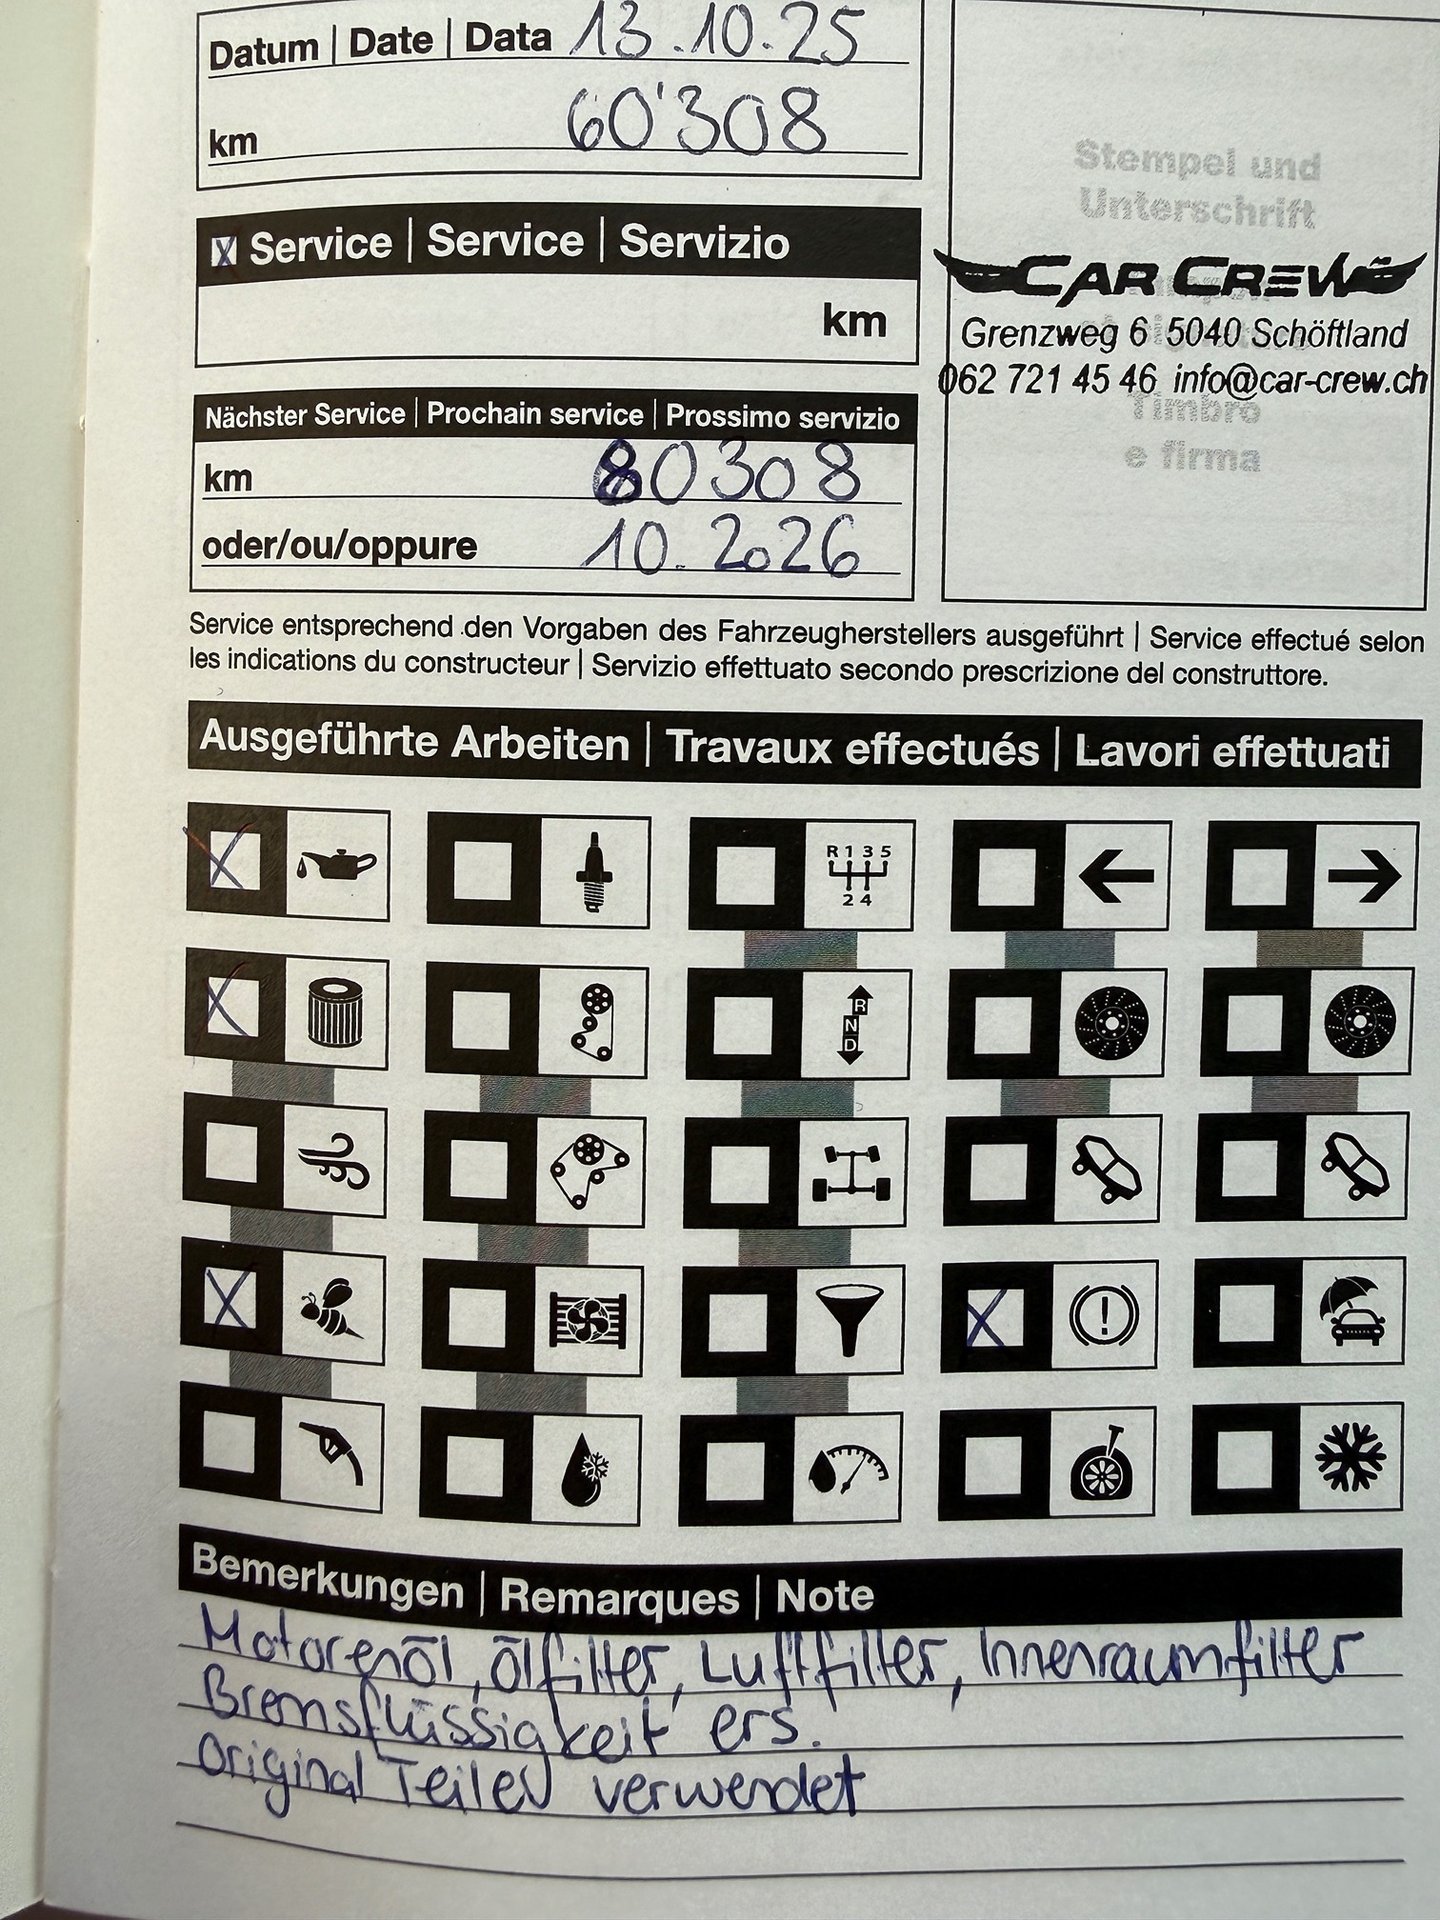 Datum | Date | Data 13.10.25
km 60'308
Service | Service | Servizio
km
Nächster Service | Prochain service | Prossimo servizio
km 80308
oder/ou/oppure 10.2026
Stempel und
Unterschrift
CAR CREW
Grenzweg 6 5040 Schöftland
062 721 45 46 info@car-crew.ch
Timbro
e firma
Service entsprechend den Vorgaben des Fahrzeugherstellers ausgeführt | Service effectué selon
les indications du constructeur | Servizio effettuato secondo prescrizione del construttore.
Ausgeführte Arbeiten | Travaux effectués | Lavori effettuati
R 1 3 5
2 4
R
N
D
Bemerkungen | Remarques | Note
Motorenöl, Ölfilter, Luftfilter, Innenraumfilter
Bremsflüssigkeit ers.
Original Teile verwendet